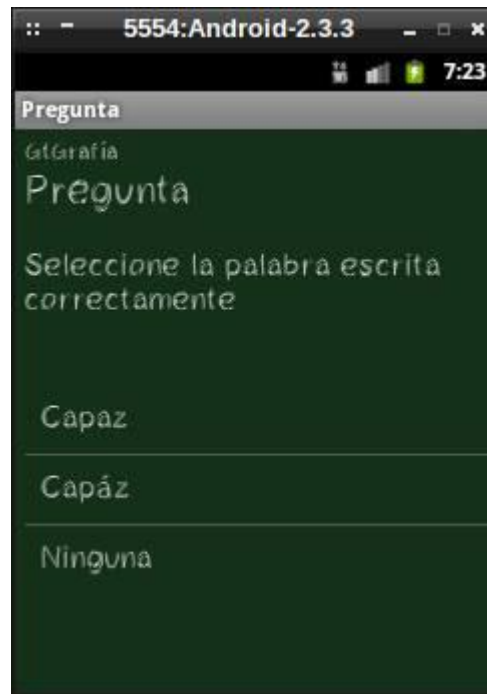 5554:Android-2.3.3
7:23
Pregunta
GtGrafía
Pregunta
Seleccione la palabra escrita
correctamente
Capaz
Capáz
Ninguna